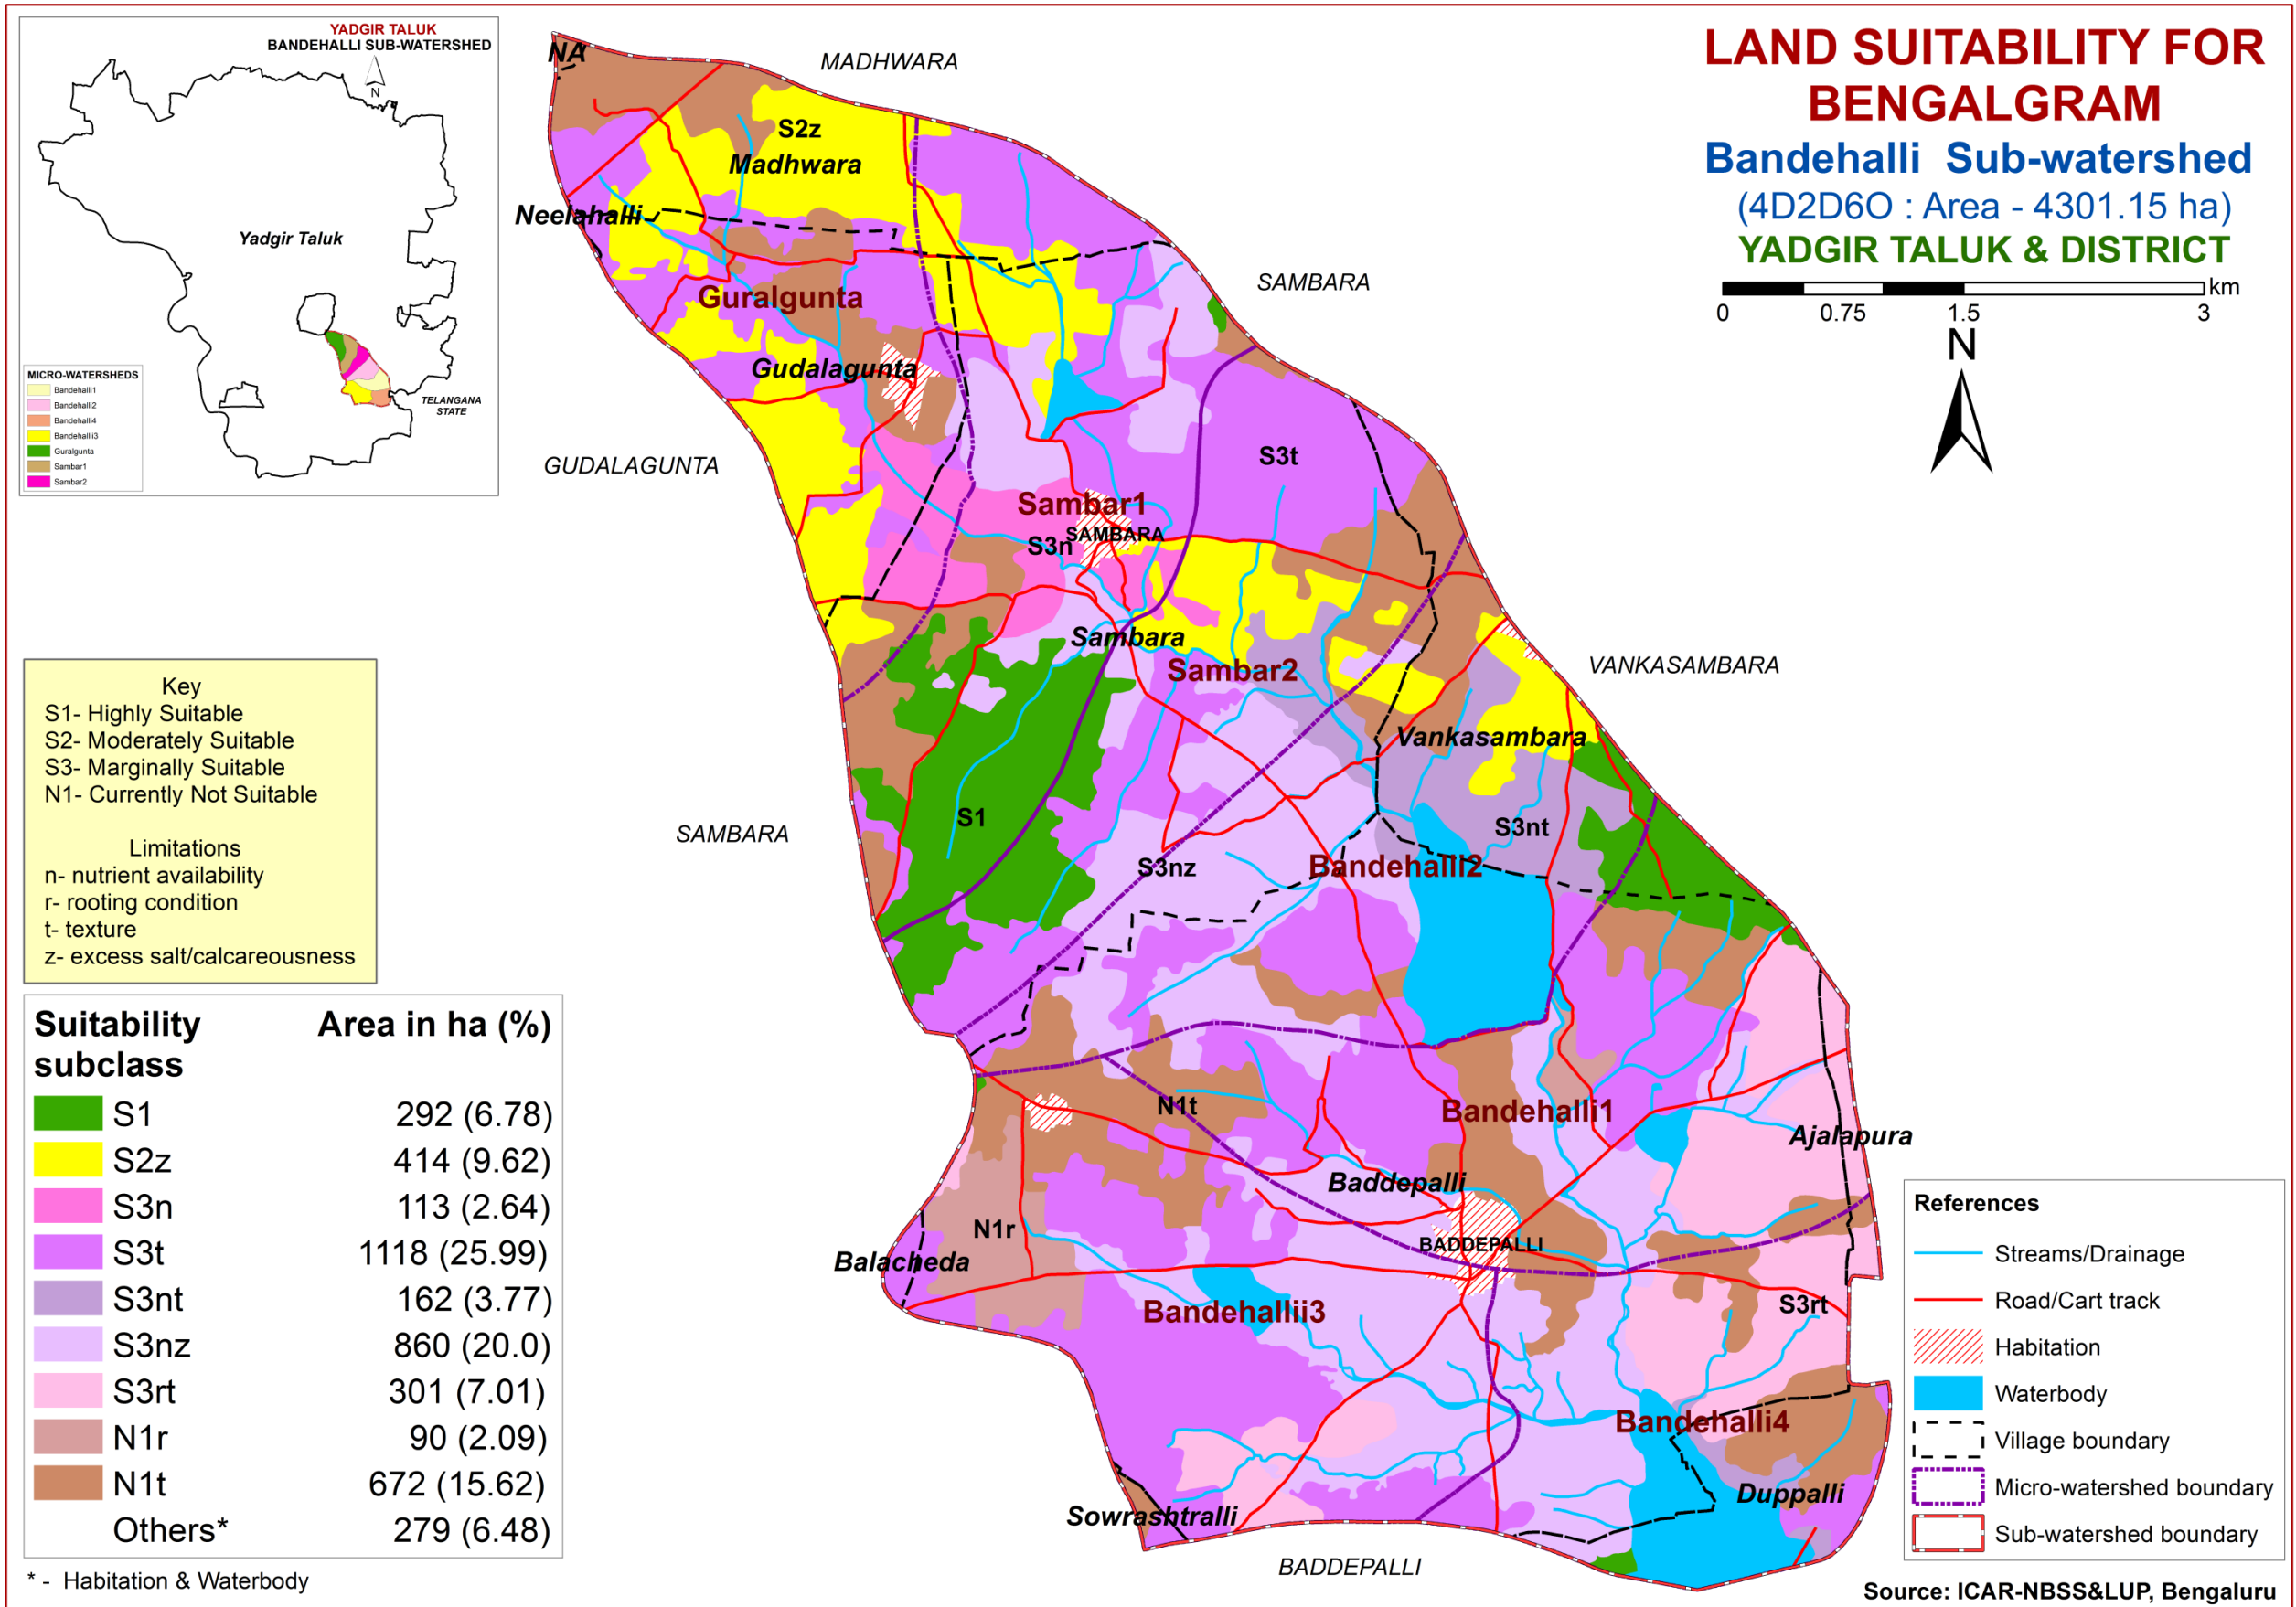 YADGIR TALUK
BANDEHALLI SUB-WATERSHED
N
Yadgir Taluk
TELANGANA
STATE
MICRO-WATERSHEDS
Bandehalli1
Bandehalli2
Bandehalli4
Bandehalli3
Guralgunta
Sambar1
Sambar2
LAND SUITABILITY FOR
BENGALGRAM
Bandehalli Sub-watershed
(4D2D6O : Area - 4301.15 ha)
YADGIR TALUK & DISTRICT
km
0 0.75 1.5 3
N
NA
MADHWARA
S2z
Madhwara
Neelahalli
SAMBARA
Guralgunta
Gudalagunta
GUDALAGUNTA
S3t
Sambar1
SAMBARA
S3n
Sambara
Sambar2
VANKASAMBARA
Vankasambara
S1
S3nt
SAMBARA
S3nz
Bandehalli2
N1t
Bandehalli1
Ajalapura
Baddepalli
N1r
BADDEPALLI
Balacheda
Bandehallii3
S3rt
Bandehalli4
Duppalli
Sowrashtralli
BADDEPALLI
Key
S1- Highly Suitable
S2- Moderately Suitable
S3- Marginally Suitable
N1- Currently Not Suitable
Limitations
n- nutrient availability
r- rooting condition
t- texture
z- excess salt/calcareousness
Suitability subclass Area in ha (%)
S1 292 (6.78)
S2z 414 (9.62)
S3n 113 (2.64)
S3t 1118 (25.99)
S3nt 162 (3.77)
S3nz 860 (20.0)
S3rt 301 (7.01)
N1r 90 (2.09)
N1t 672 (15.62)
Others* 279 (6.48)
* - Habitation & Waterbody
References
Streams/Drainage
Road/Cart track
Habitation
Waterbody
Village boundary
Micro-watershed boundary
Sub-watershed boundary
Source: ICAR-NBSS&LUP, Bengaluru